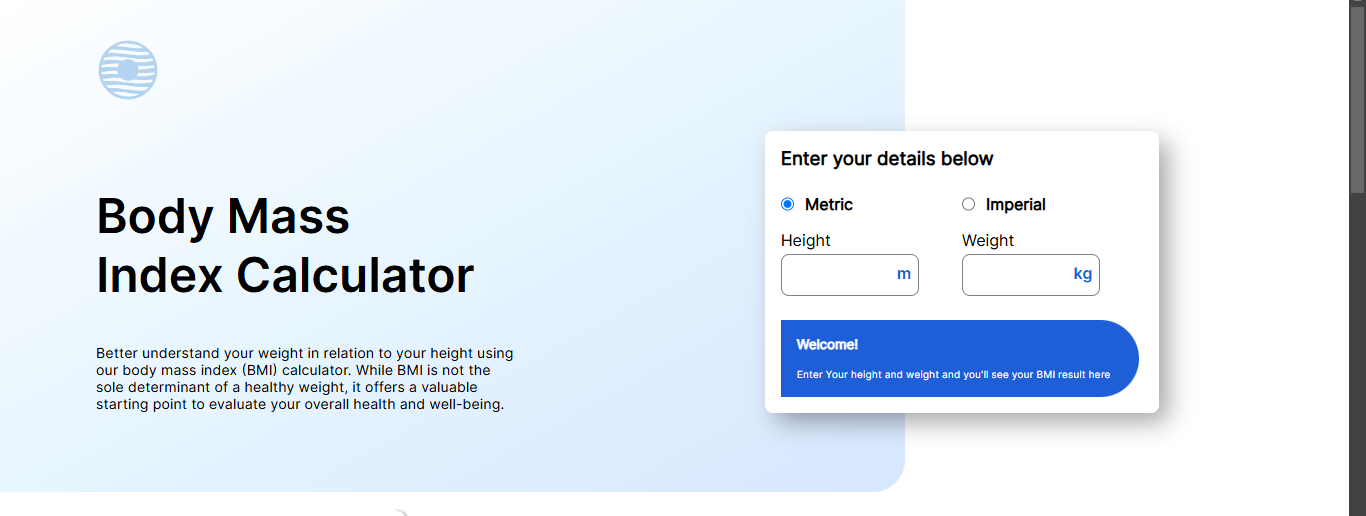 Body Mass
Index Calculator
Better understand your weight in relation to your height using
our body mass index (BMI) calculator. While BMI is not the
sole determinant of a healthy weight, it offers a valuable
starting point to evaluate your overall health and well-being.
Enter your details below
Metric
Imperial
Height
Weight
m
kg
Welcome!
Enter Your height and weight and you'll see your BMI result here